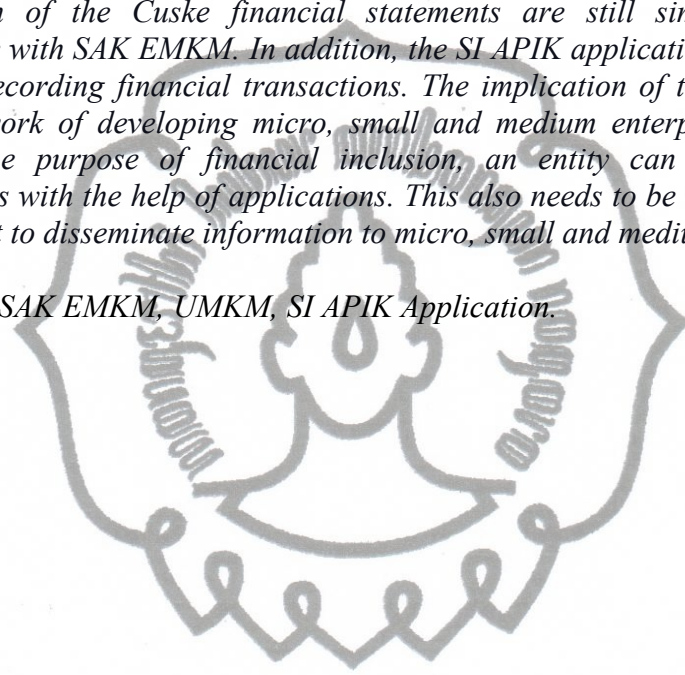 n of the Cuske financial statements are still sin
with SAK EMKM. In addition, the SI APIK application
ecording financial transactions. The implication of t
ork of developing micro, small and medium enterp
e purpose of financial inclusion, an entity can
s with the help of applications. This also needs to be
t to disseminate information to micro, small and mediu
SAK EMKM, UMKM, SI APIK Application.